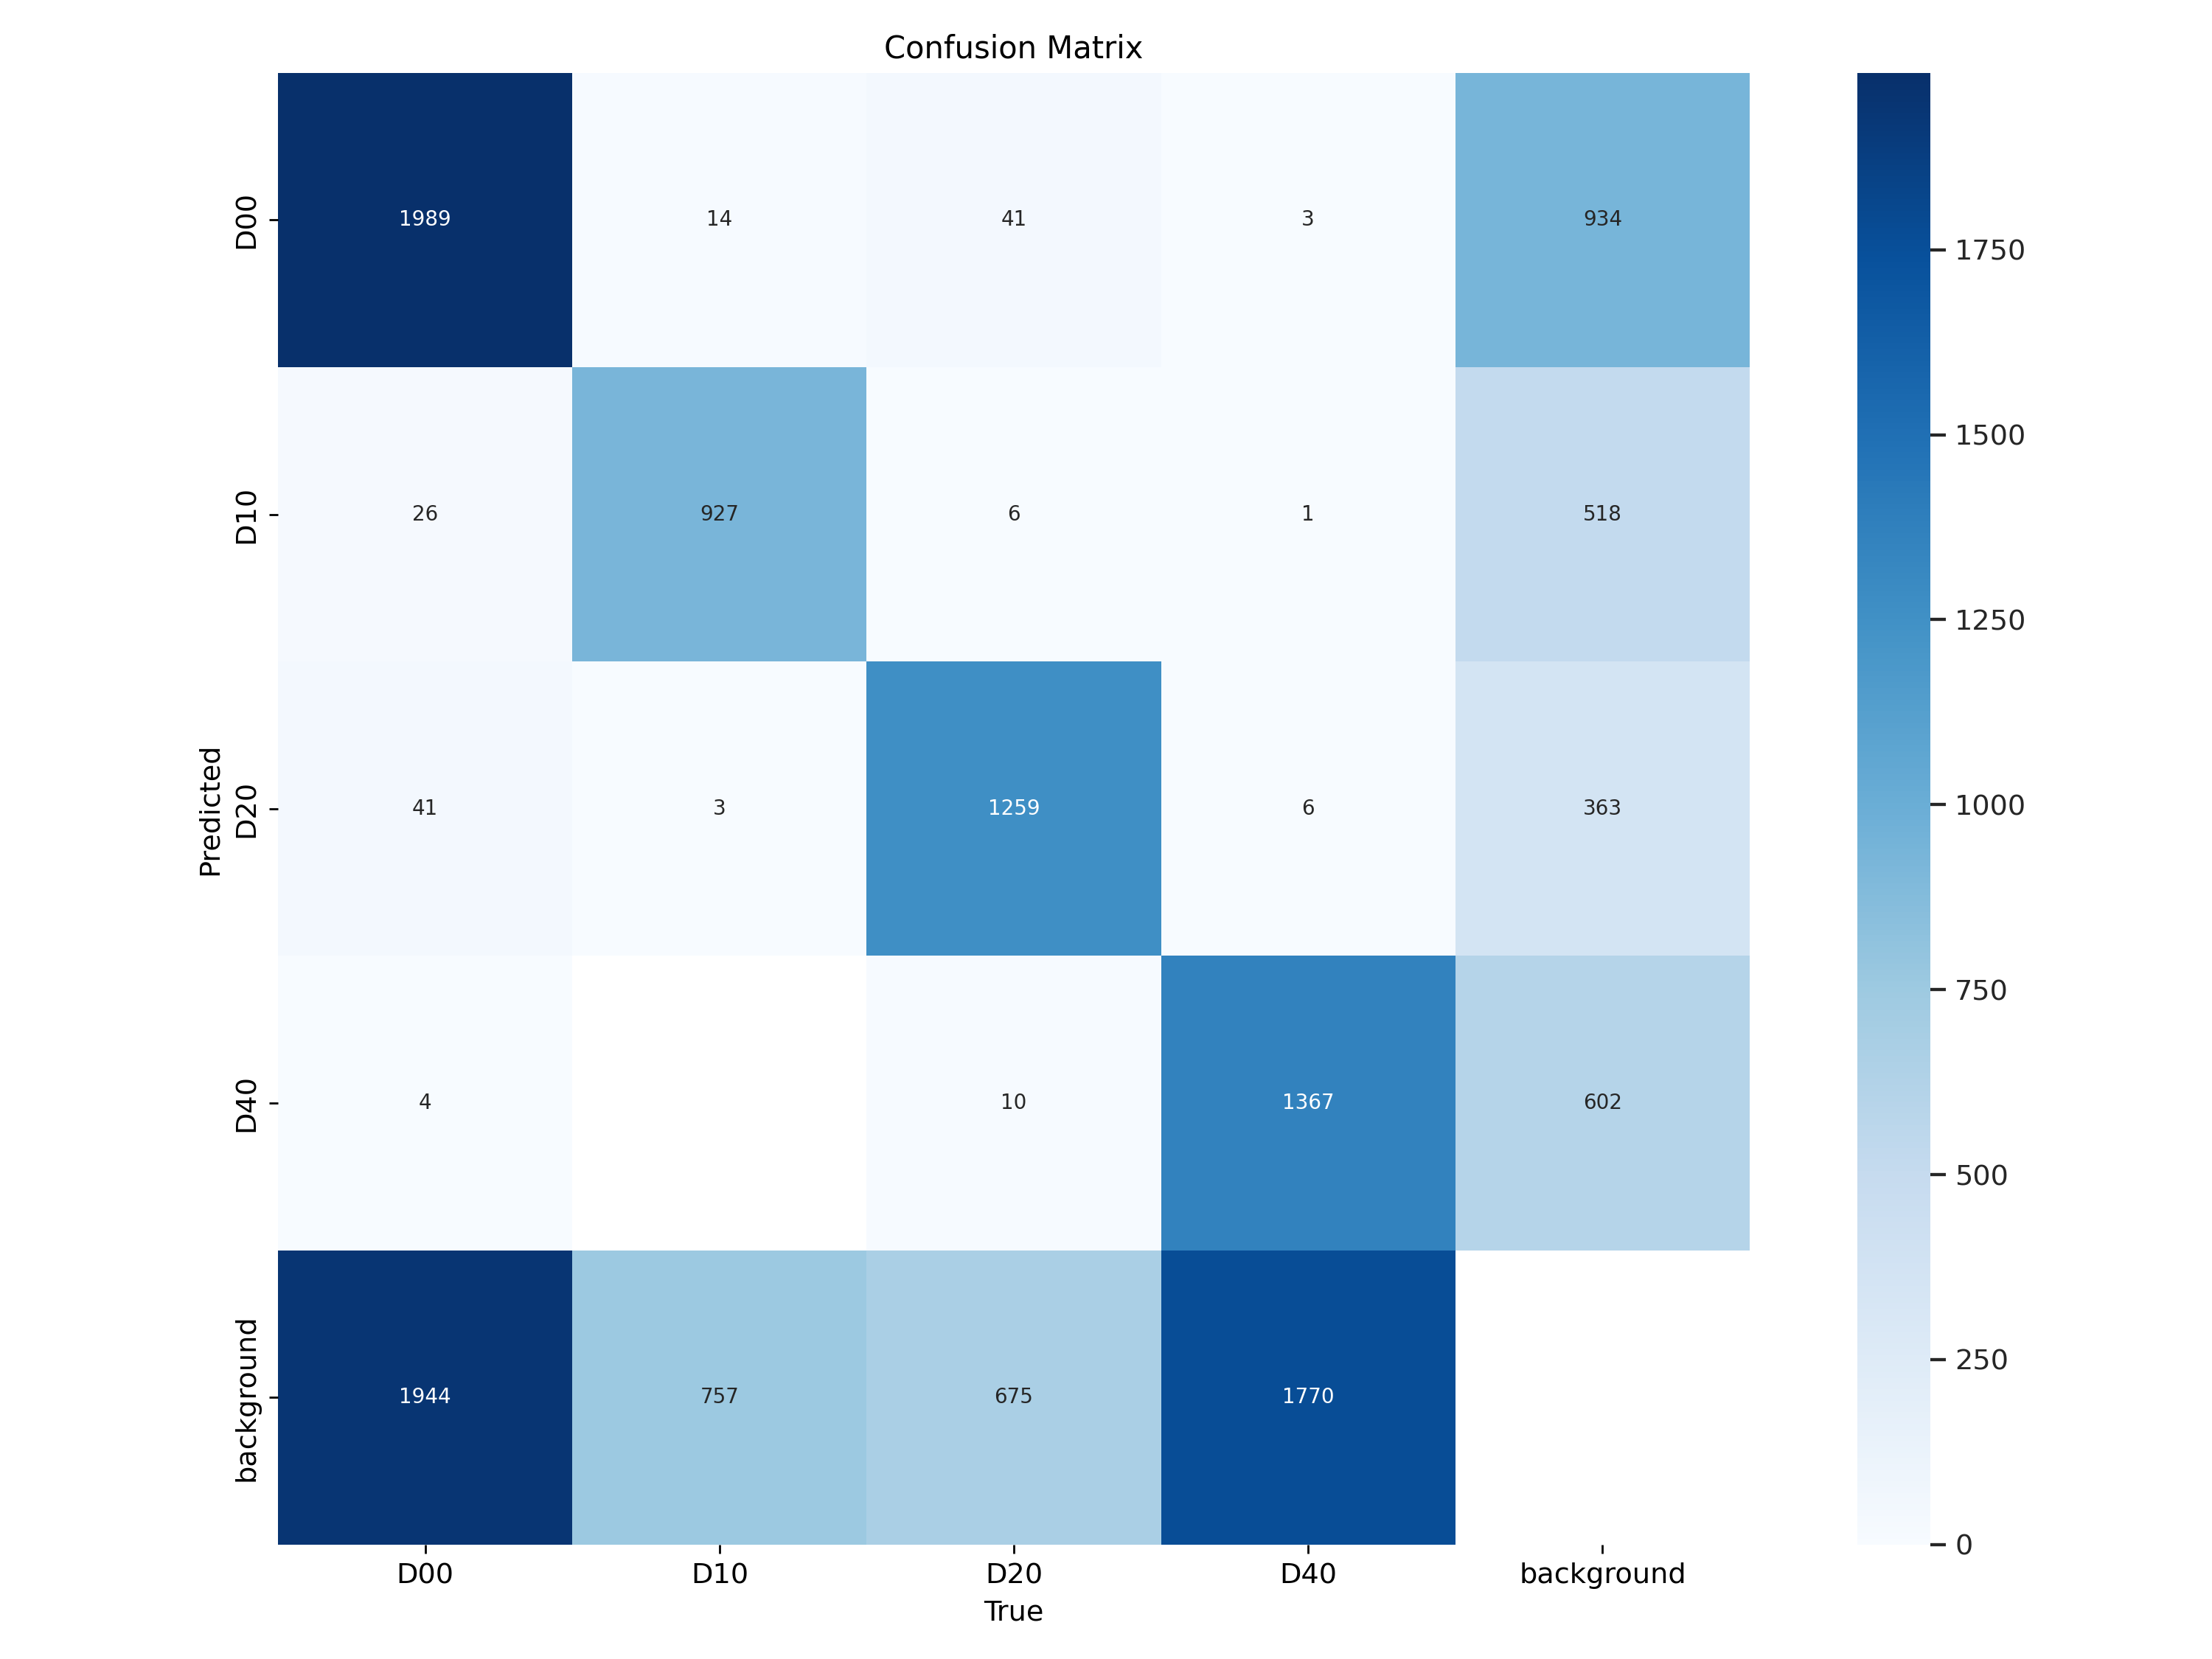 Confusion Matrix
D00 1989 14 41 3 934
D10 26 927 6 1 518
D20 41 3 1259 6 363
D40 4 10 1367 602
background 1944 757 675 1770
D00 D10 D20 D40 background
True
Predicted
1750
1500
1250
1000
750
500
250
0